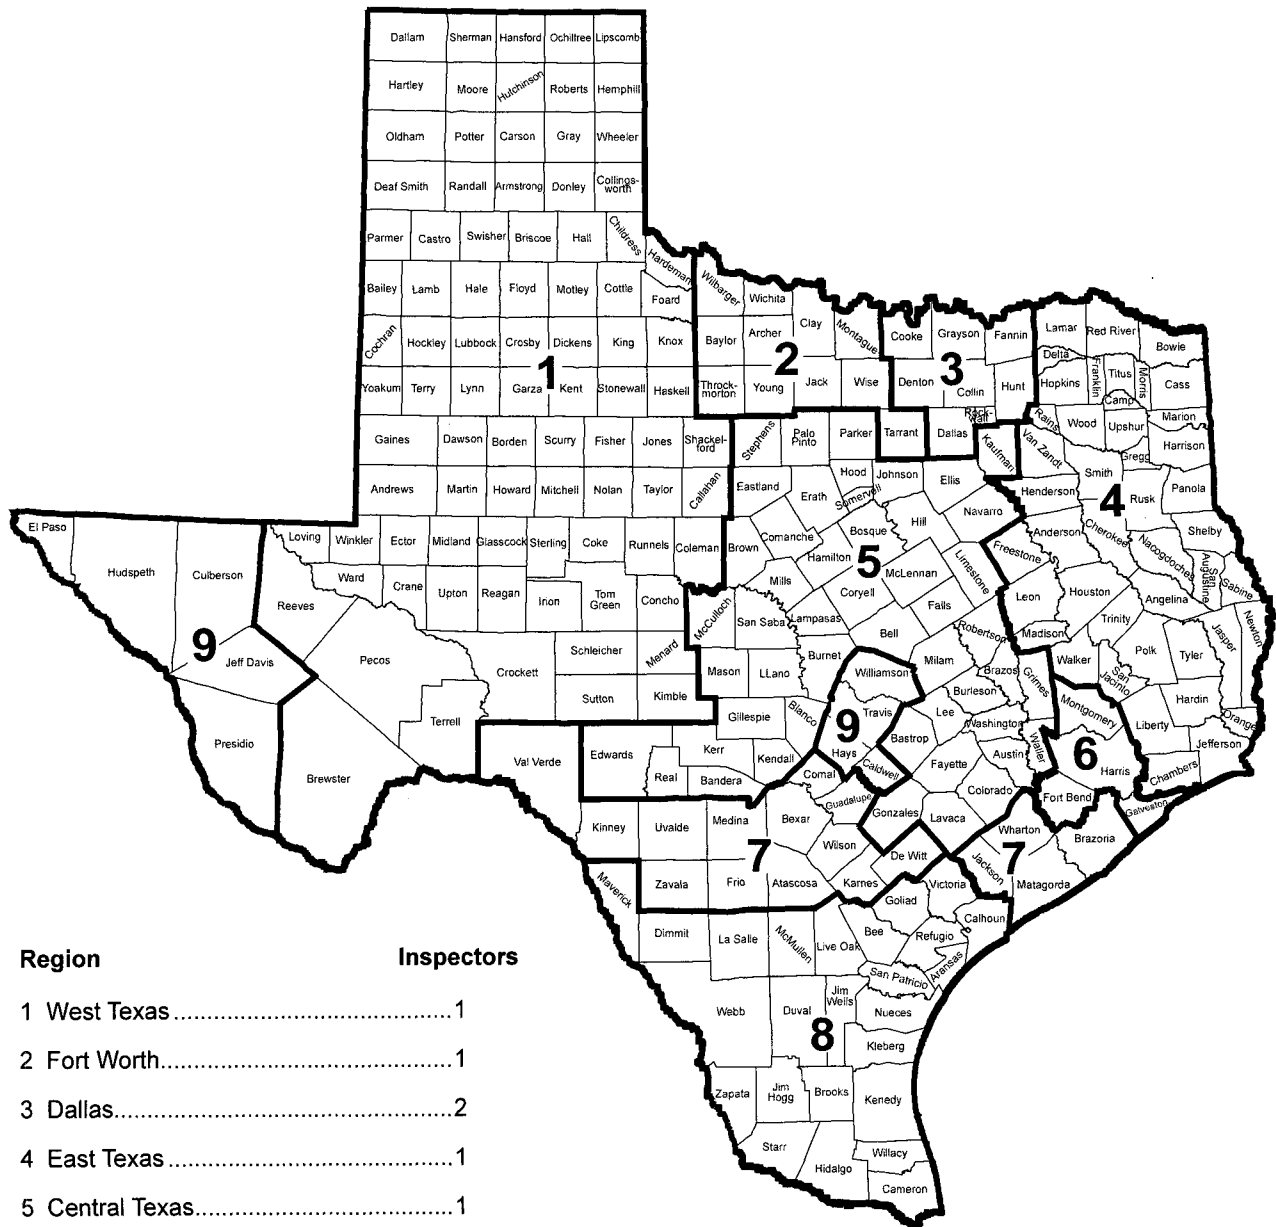 Dallam Sherman Hansford Ochiltree Lipscomb
Hartley Moore Hutchinson Roberts Hemphill
Oldham Potter Carson Gray Wheeler
Deaf Smith Randall Armstrong Donley Collings-
worth
Parmer Castro Swisher Briscoe Hall Childress
Hardeman
Bailey Lamb Hale Floyd Motley Cottle Foard Wilbarger Wichita
Cochran Hockley Lubbock Crosby Dickens King Knox Baylor Archer Clay Montague Cooke Grayson Fannin Lamar Red River Bowie
1 2 3
Delta Franklin Titus Morris
Yoakum Terry Lynn Garza Kent Stonewall Haskell Throck-
morton Young Jack Wise Denton Collin Hunt Hopkins Camp Cass
Rock-
wall Rains Wood Upshur Marion
Gaines Dawson Borden Scurry Fisher Jones Shackel-
ford Stephens Palo
Pinto Parker Tarrant Dallas Kaufman Van Zandt Gregg Harrison
Andrews Martin Howard Mitchell Nolan Taylor Callahan Eastland Erath Hood Somervell Johnson Ellis Navarro Henderson Smith Rusk Panola
4
El Paso Hudspeth Culberson
Loving Winkler Ector Midland Glasscock Sterling Coke Runnels Coleman Brown Comanche Hamilton Bosque Hill Freestone Anderson Cherokee Nacogdoches Shelby San
Augustine Sabine
5
Reeves Ward Crane Upton Reagan Irion Tom
Green Concho McCulloch San Saba Mills Lampasas Coryell McLennan Limestone Falls Leon Houston Angelina Trinity Newton Jasper
9
Jeff Davis Pecos Crockett Schleicher Menard Mason LLano Burnet Bell Milam Robertson Brazos Madison Walker San
Jacinto Polk Tyler
Presidio Brewster Terrell Sutton Kimble Gillespie Blanco Williamson Travis Lee Burleson Washington Grimes Montgomery Liberty Hardin Orange
9
6
Val Verde Edwards Real Kerr Bandera Kendall Comal Hays Caldwell Bastrop Fayette Austin Waller Harris Chambers Jefferson
Kinney Uvalde Medina Bexar Guadalupe Gonzales Lavaca Colorado Fort Bend Wharton Brazoria Galveston
7 7
Maverick Zavala Frio Atascosa Wilson Karnes De Witt Jackson Matagorda
Dimmit La Salle McMullen Live Oak Bee Goliad Victoria Calhoun Refugio Aransas
San Patricio
Webb Duval Jim
Wells Nueces
8
Kleberg
Zapata Jim
Hogg Brooks Kenedy
Starr Hidalgo Willacy
Cameron
Region Inspectors
1 West Texas..................................................1
2 Fort Worth....................................................1
3 Dallas............................................................2
4 East Texas...................................................1
5 Central Texas..............................................1